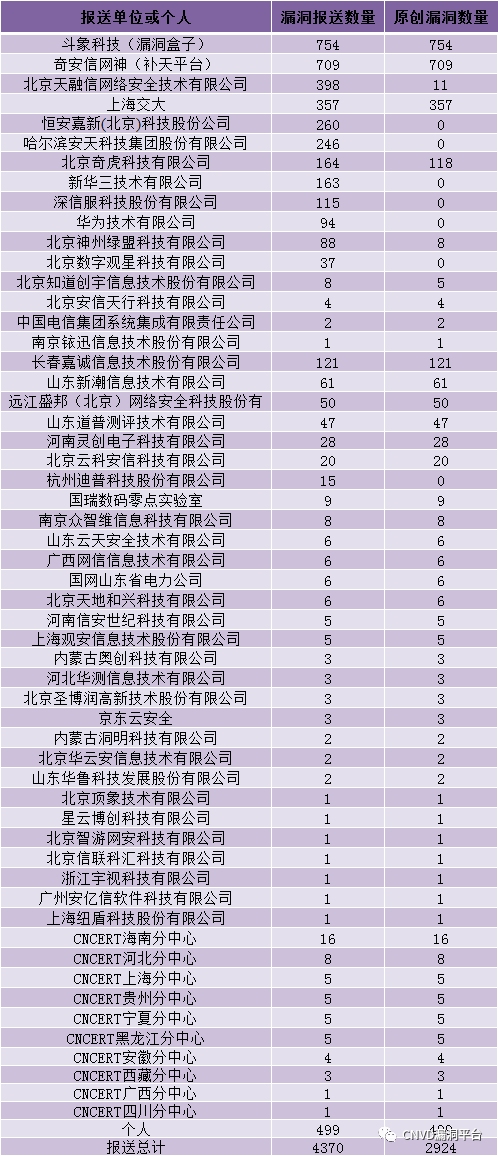 报送单位或个人 漏洞报送数量 原创漏洞数量
斗象科技（漏洞盒子） 754 754
奇安信网神（补天平台） 709 709
北京天融信网络安全技术有限公司 398 11
上海交大 357 357
恒安嘉新(北京)科技股份公司 260 0
哈尔滨安天科技集团股份有限公司 246 0
北京奇虎科技有限公司 164 118
新华三技术有限公司 163 0
深信服科技股份有限公司 115 0
华为技术有限公司 94 0
北京神州绿盟科技有限公司 88 8
北京数字观星科技有限公司 37 0
北京知道创宇信息技术股份有限公司 8 5
北京安信天行科技有限公司 4 4
中国电信集团系统集成有限责任公司 2 2
南京铱迅信息技术股份有限公司 1 1
长春嘉诚信息技术股份有限公司 121 121
山东新潮信息技术有限公司 61 61
远江盛邦（北京）网络安全科技股份有 50 50
山东道普测评技术有限公司 47 47
河南灵创电子科技有限公司 28 28
北京云科安信科技有限公司 20 20
杭州迪普科技股份有限公司 15 0
国瑞数码零点实验室 9 9
南京众智维信息科技有限公司 8 8
山东云天安全技术有限公司 6 6
广西网信信息技术有限公司 6 6
国网山东省电力公司 6 6
北京天地和兴科技有限公司 6 6
河南信安世纪科技有限公司 5 5
上海观安信息技术股份有限公司 5 5
内蒙古奥创科技有限公司 3 3
河北华测信息技术有限公司 3 3
北京圣博润高新技术股份有限公司 3 3
京东云安全 3 3
内蒙古洞明科技有限公司 2 2
北京华云安信息技术有限公司 2 2
山东华鲁科技发展股份有限公司 2 2
北京顶象技术有限公司 1 1
星云博创科技有限公司 1 1
北京智游网安科技有限公司 1 1
北京信联科汇科技有限公司 1 1
浙江宇视科技有限公司 1 1
广州安亿信软件科技有限公司 1 1
上海纽盾科技股份有限公司 1 1
CNCERT海南分中心 16 16
CNCERT河北分中心 8 8
CNCERT上海分中心 5 5
CNCERT贵州分中心 5 5
CNCERT宁夏分中心 5 5
CNCERT黑龙江分中心 5 5
CNCERT安徽分中心 4 4
CNCERT西藏分中心 3 3
CNCERT广西分中心 1 1
CNCERT四川分中心 1 1
个人 499 499
CNVD漏洞平台
报送总计 4370 2924